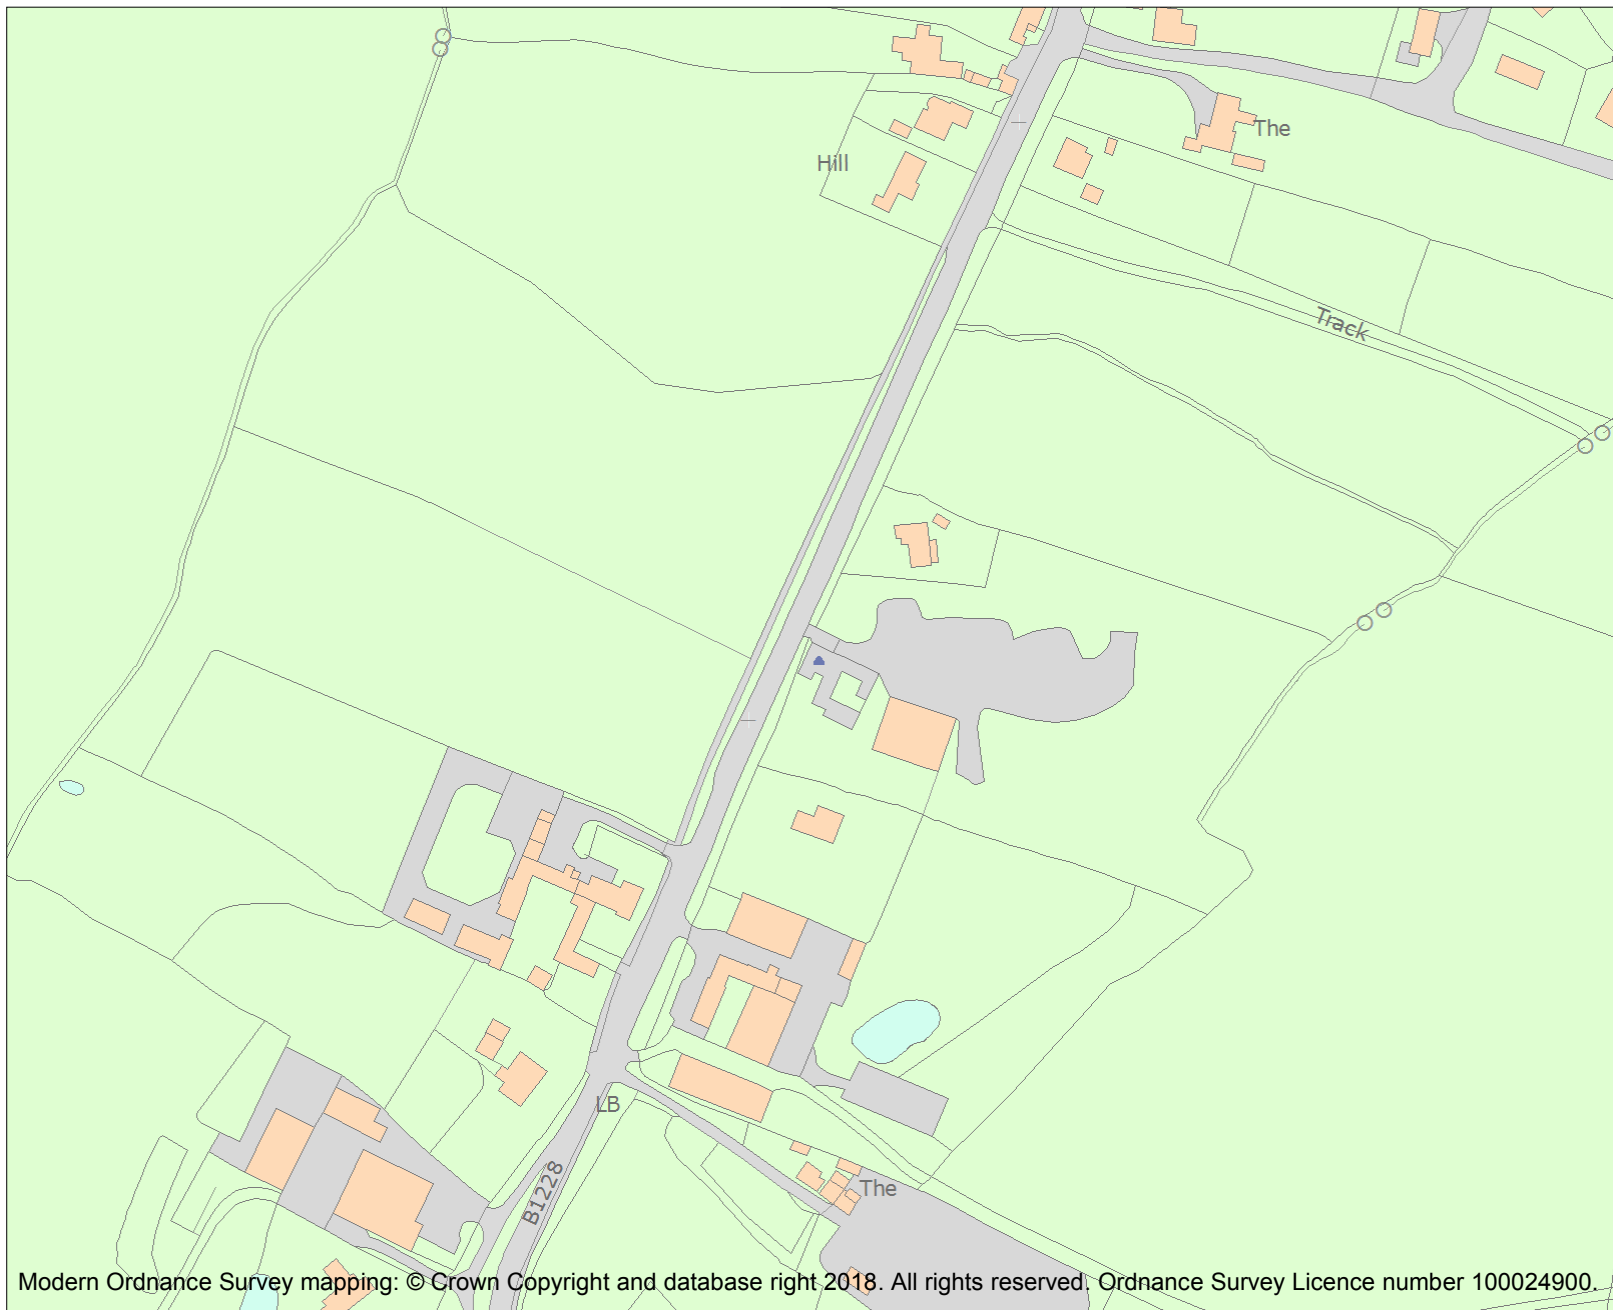 The
Hill
Track
LB
B1228
The
Modern Ordnance Survey mapping: © Crown Copyright and database right 2018. All rights reserved. Ordnance Survey Licence number 100024900.